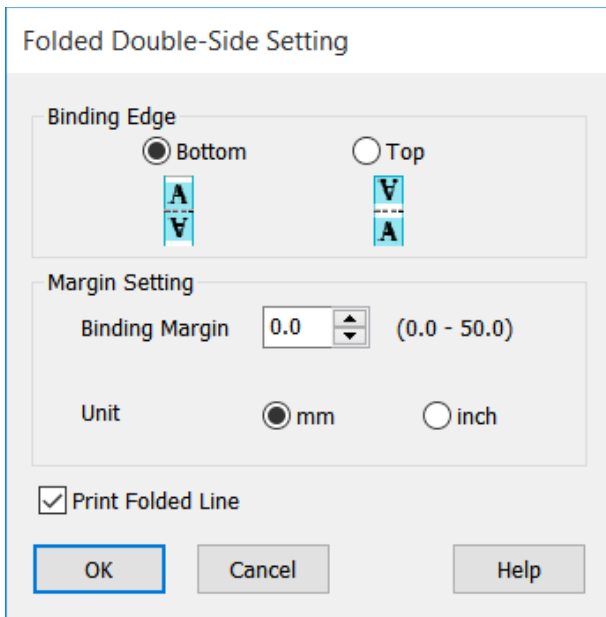 Folded Double-Side Setting
Binding Edge
Bottom Top
A A
A A
Margin Setting
Binding Margin 0.0 (0.0 - 50.0)
Unit mm inch
Print Folded Line
OK Cancel Help